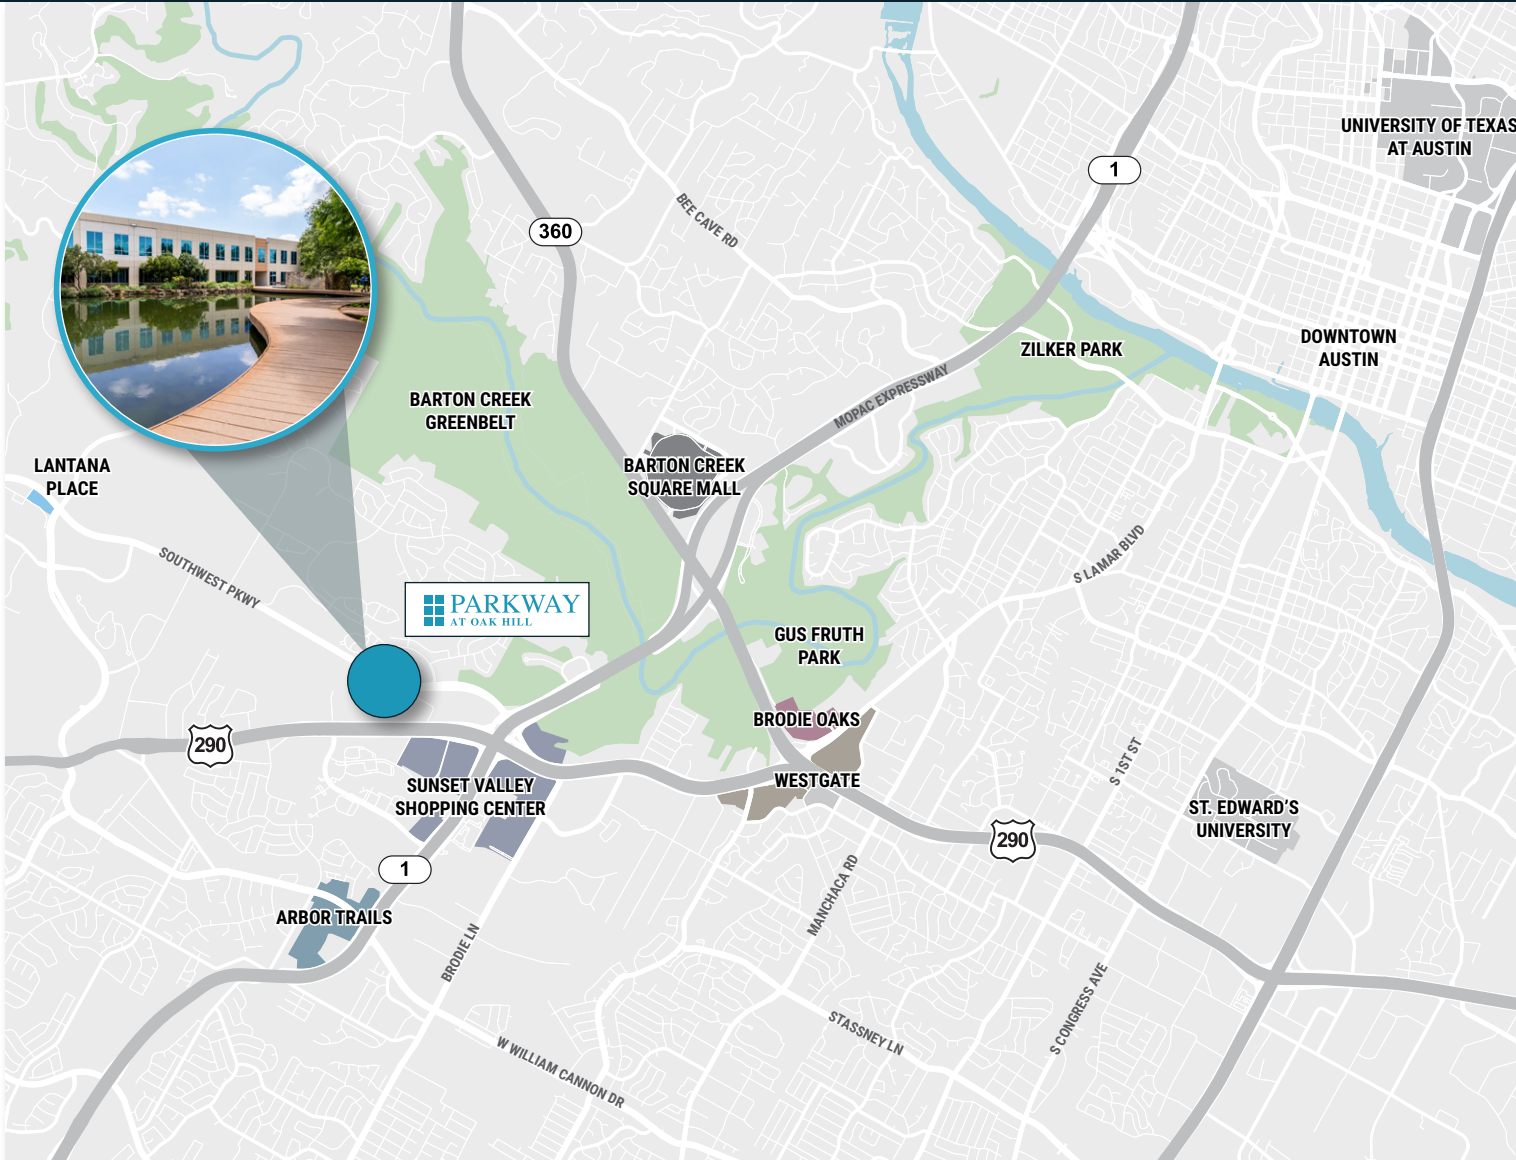 UNIVERSITY OF TEXAS
AT AUSTIN
1
BEE CAVE RD
360
DOWNTOWN
AUSTIN
ZILKER PARK
MOPAC EXPRESSWAY
BARTON CREEK
GREENBELT
LANTANA
PLACE
BARTON CREEK
SQUARE MALL
SOUTHWEST PKWY
S LAMAR BLVD
PARKWAY
AT OAK HILL
GUS FRUTH
PARK
BRODIE OAKS
290
WESTGATE
S 1ST ST
SUNSET VALLEY
SHOPPING CENTER
ST. EDWARD'S
UNIVERSITY
290
1
MANCHACA RD
ARBOR TRAILS
BRODIE LN
S CONGRESS AVE
STASSNEY LN
W WILLIAM CANNON DR